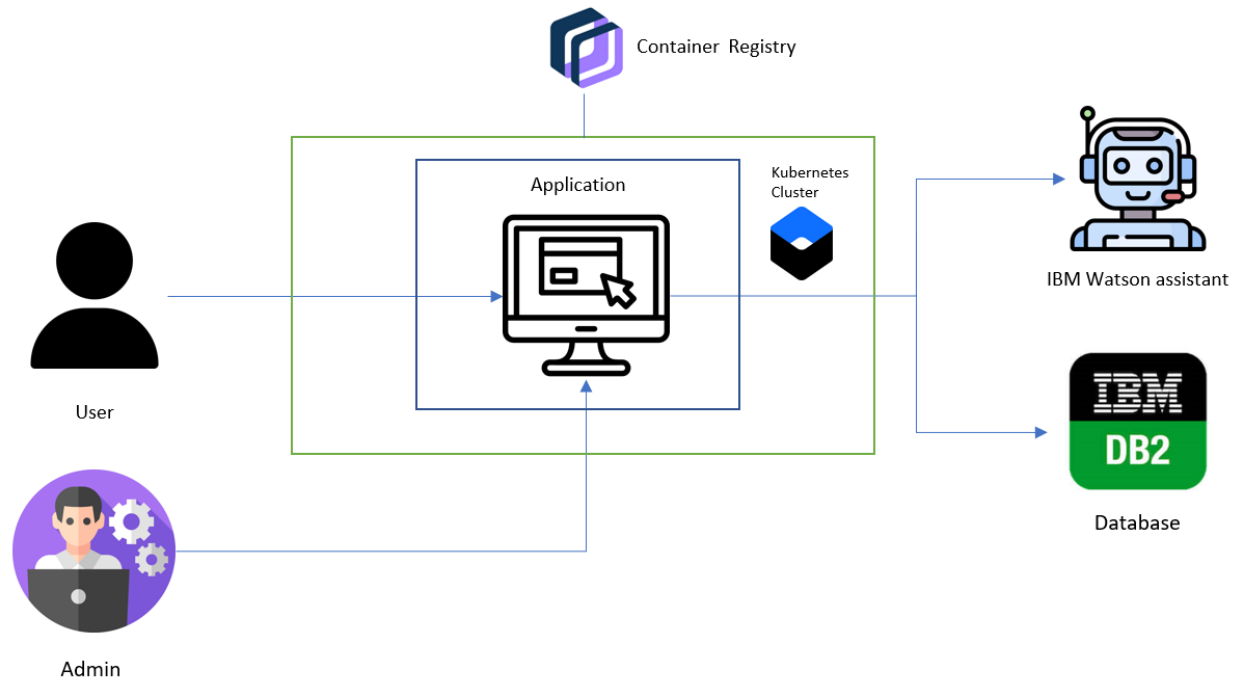 Container Registry
Application
Kubernetes
Cluster
IBM Watson assistant
User
IBM
DB2
Database
Admin